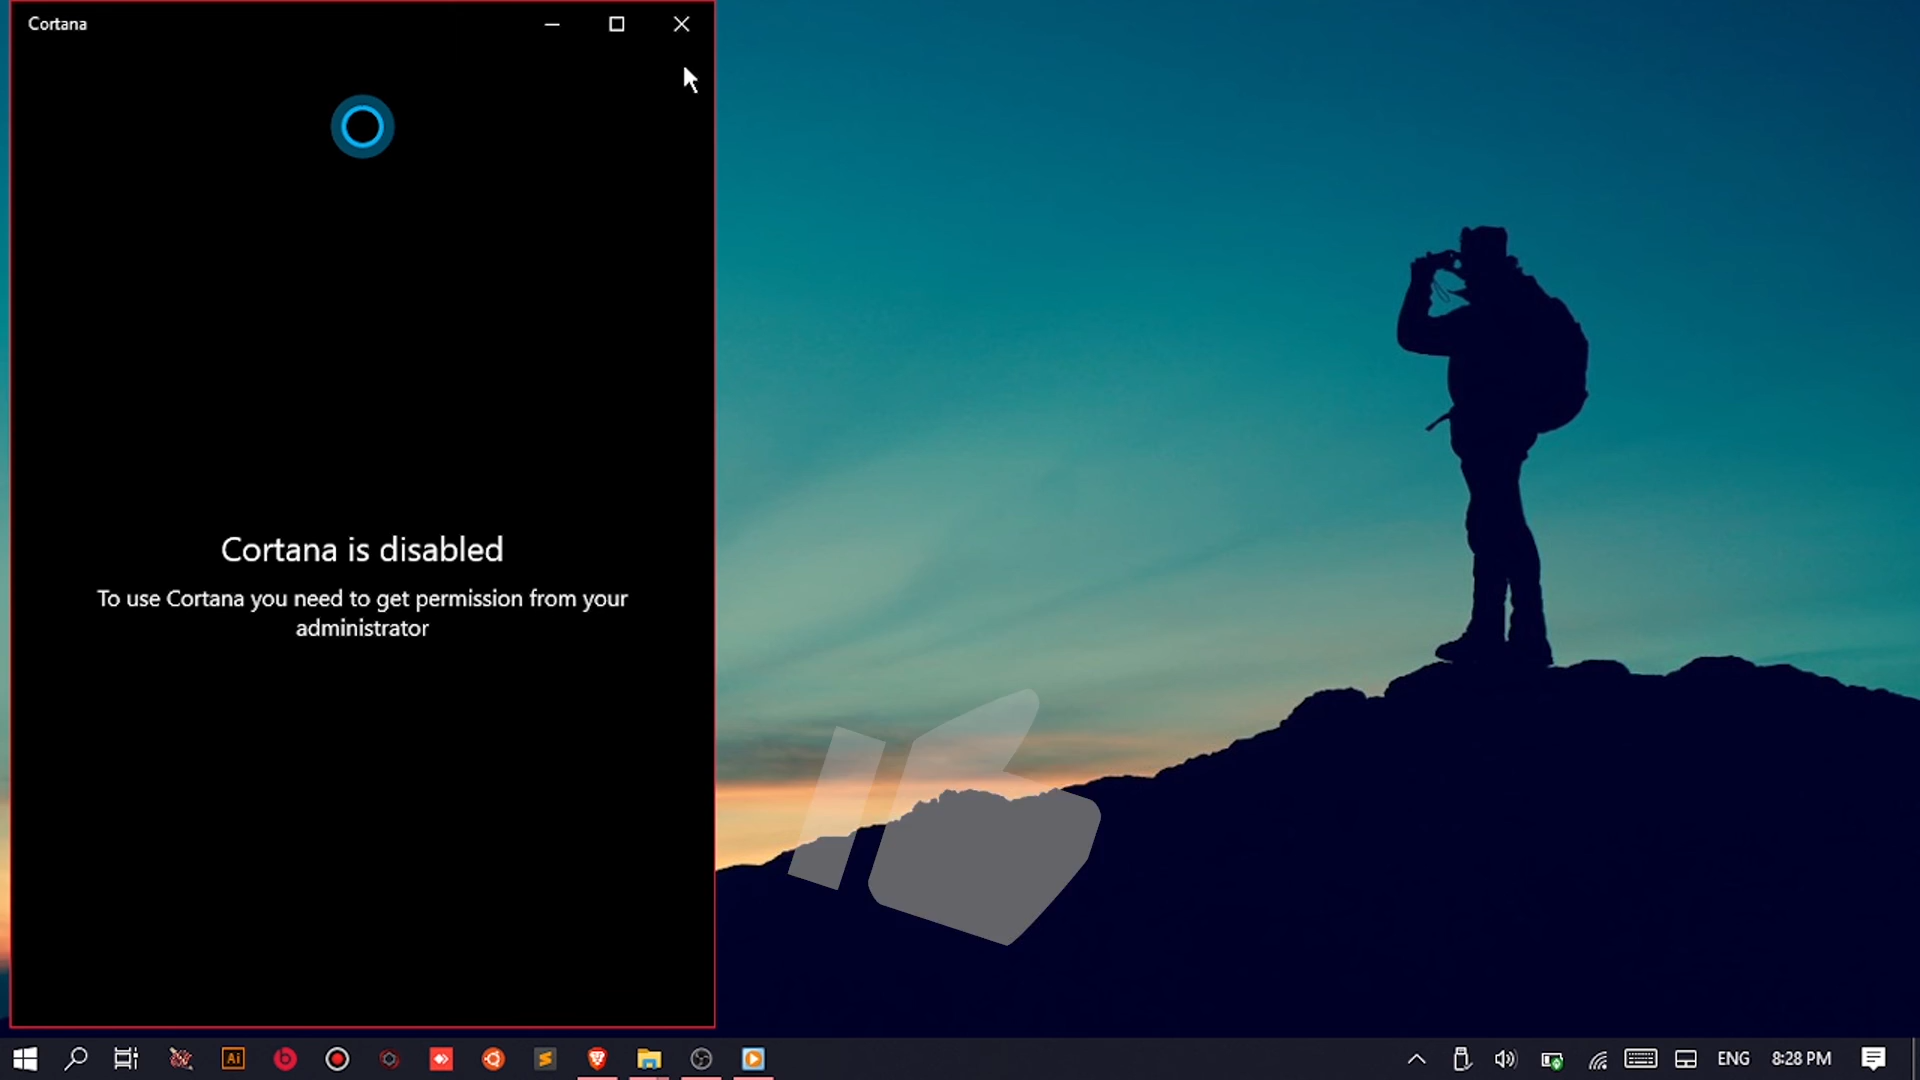 Cortana
Cortana is disabled
To use Cortana you need to get permission from your
administrator
Ai
ENG
8:28 PM